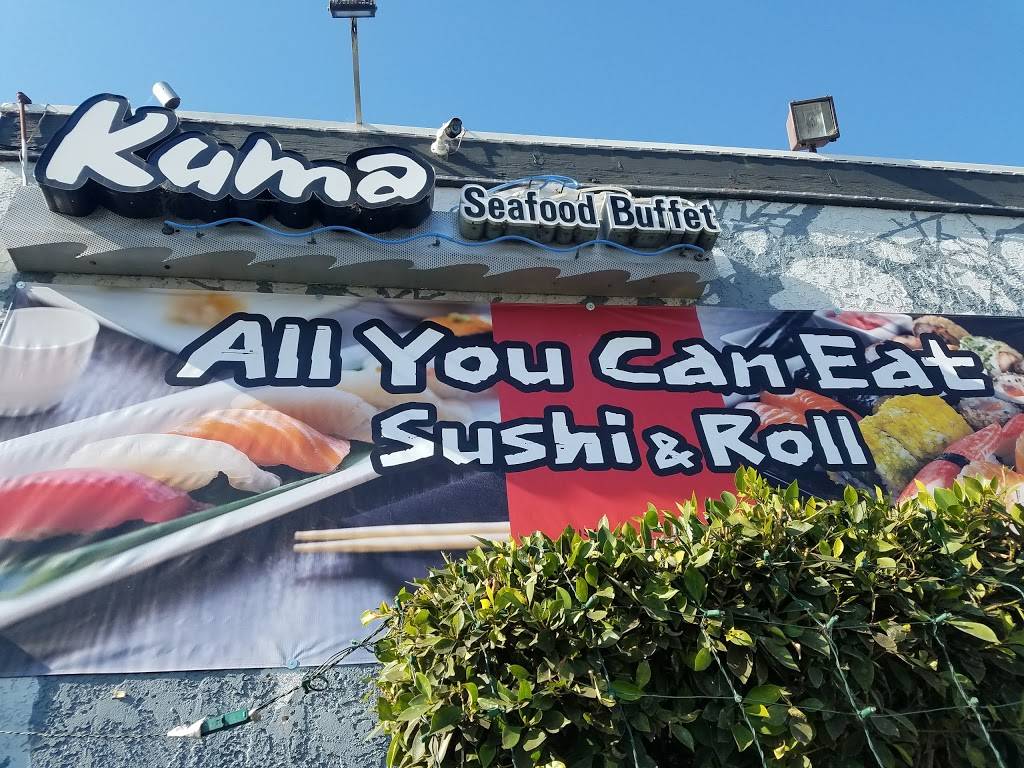 Kuma
Seafood Buffet
All You Can Eat
Sushi & Roll